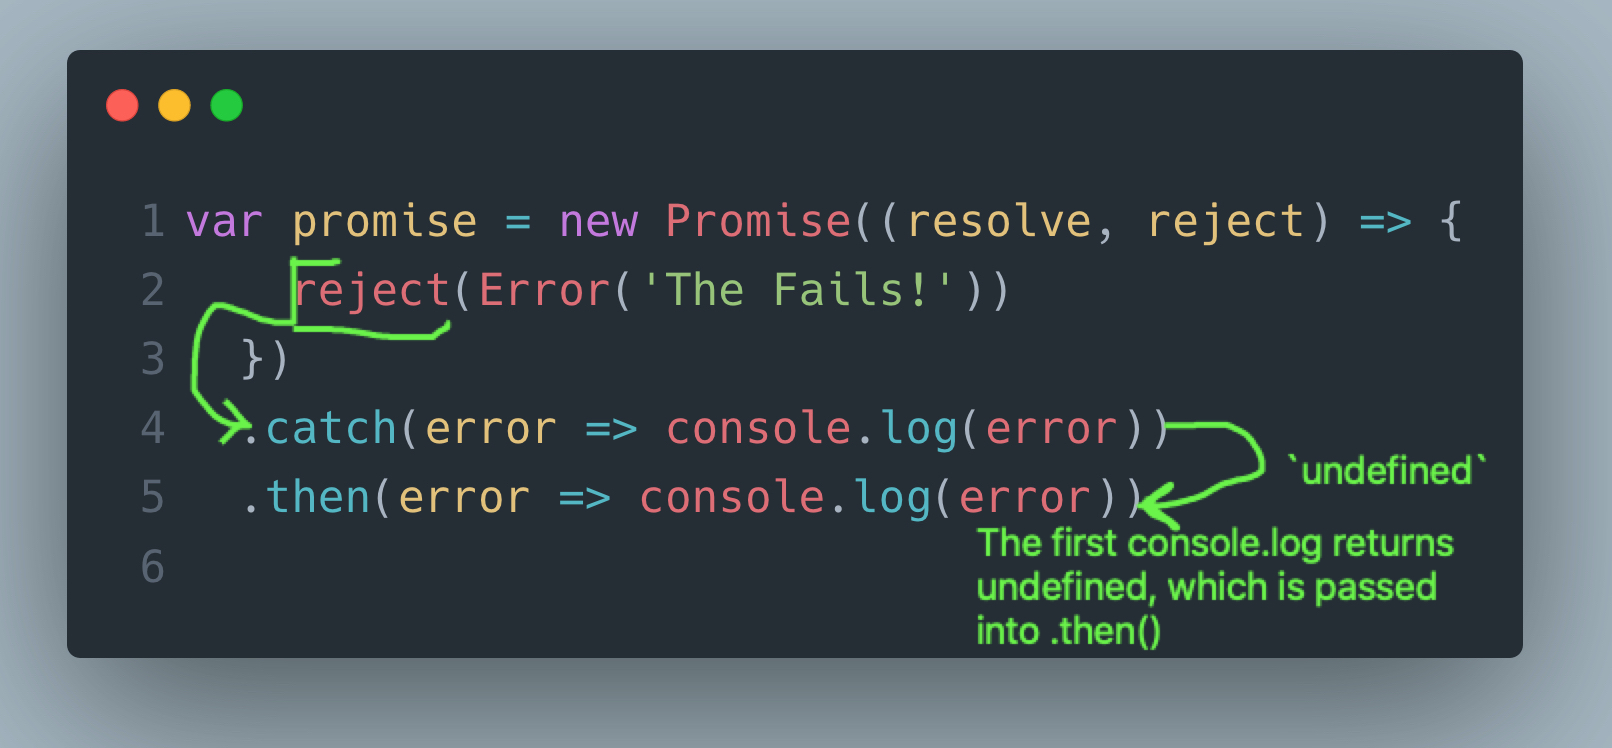 1 var promise = new Promise((resolve, reject) => {
2 reject(Error('The Fails!'))
3 })
4 .catch(error => console.log(error))
`undefined`
5 .then(error => console.log(error))
The first console.log returns
undefined, which is passed
into .then()
6